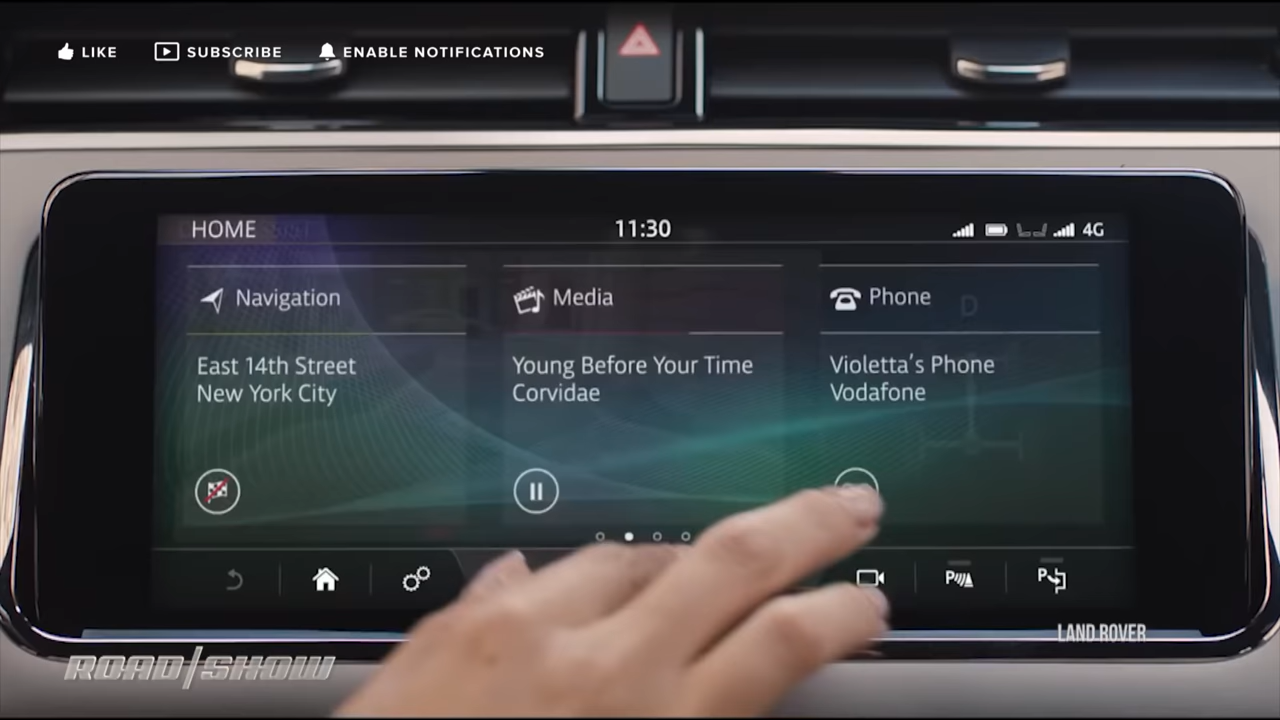 LIKE SUBSCRIBE ENABLE NOTIFICATIONS
HOME 11:30 4G
Navigation Media Phone
D
East 14th Street
New York City
Young Before Your Time
Corvidae
Violetta's Phone
Vodafone
P P
LAND ROVER
ROAD/SHOW